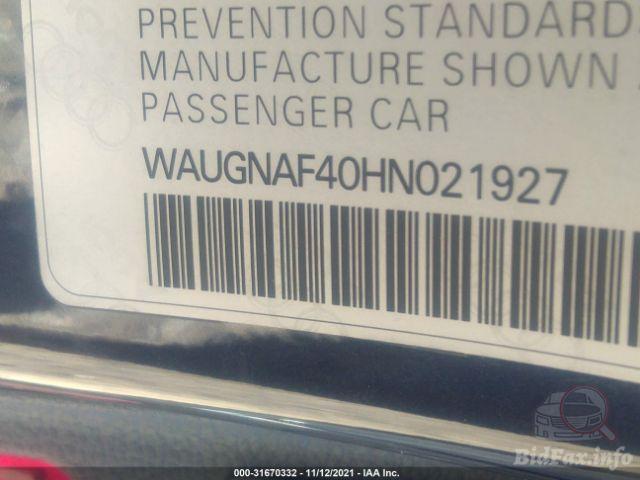 PREVENTION STANDARDS
MANUFACTURE SHOWN
PASSENGER CAR
WAUGNAF40HN021927
BidFax.info
000-31670332 - 11/12/2021 - IAA Inc.